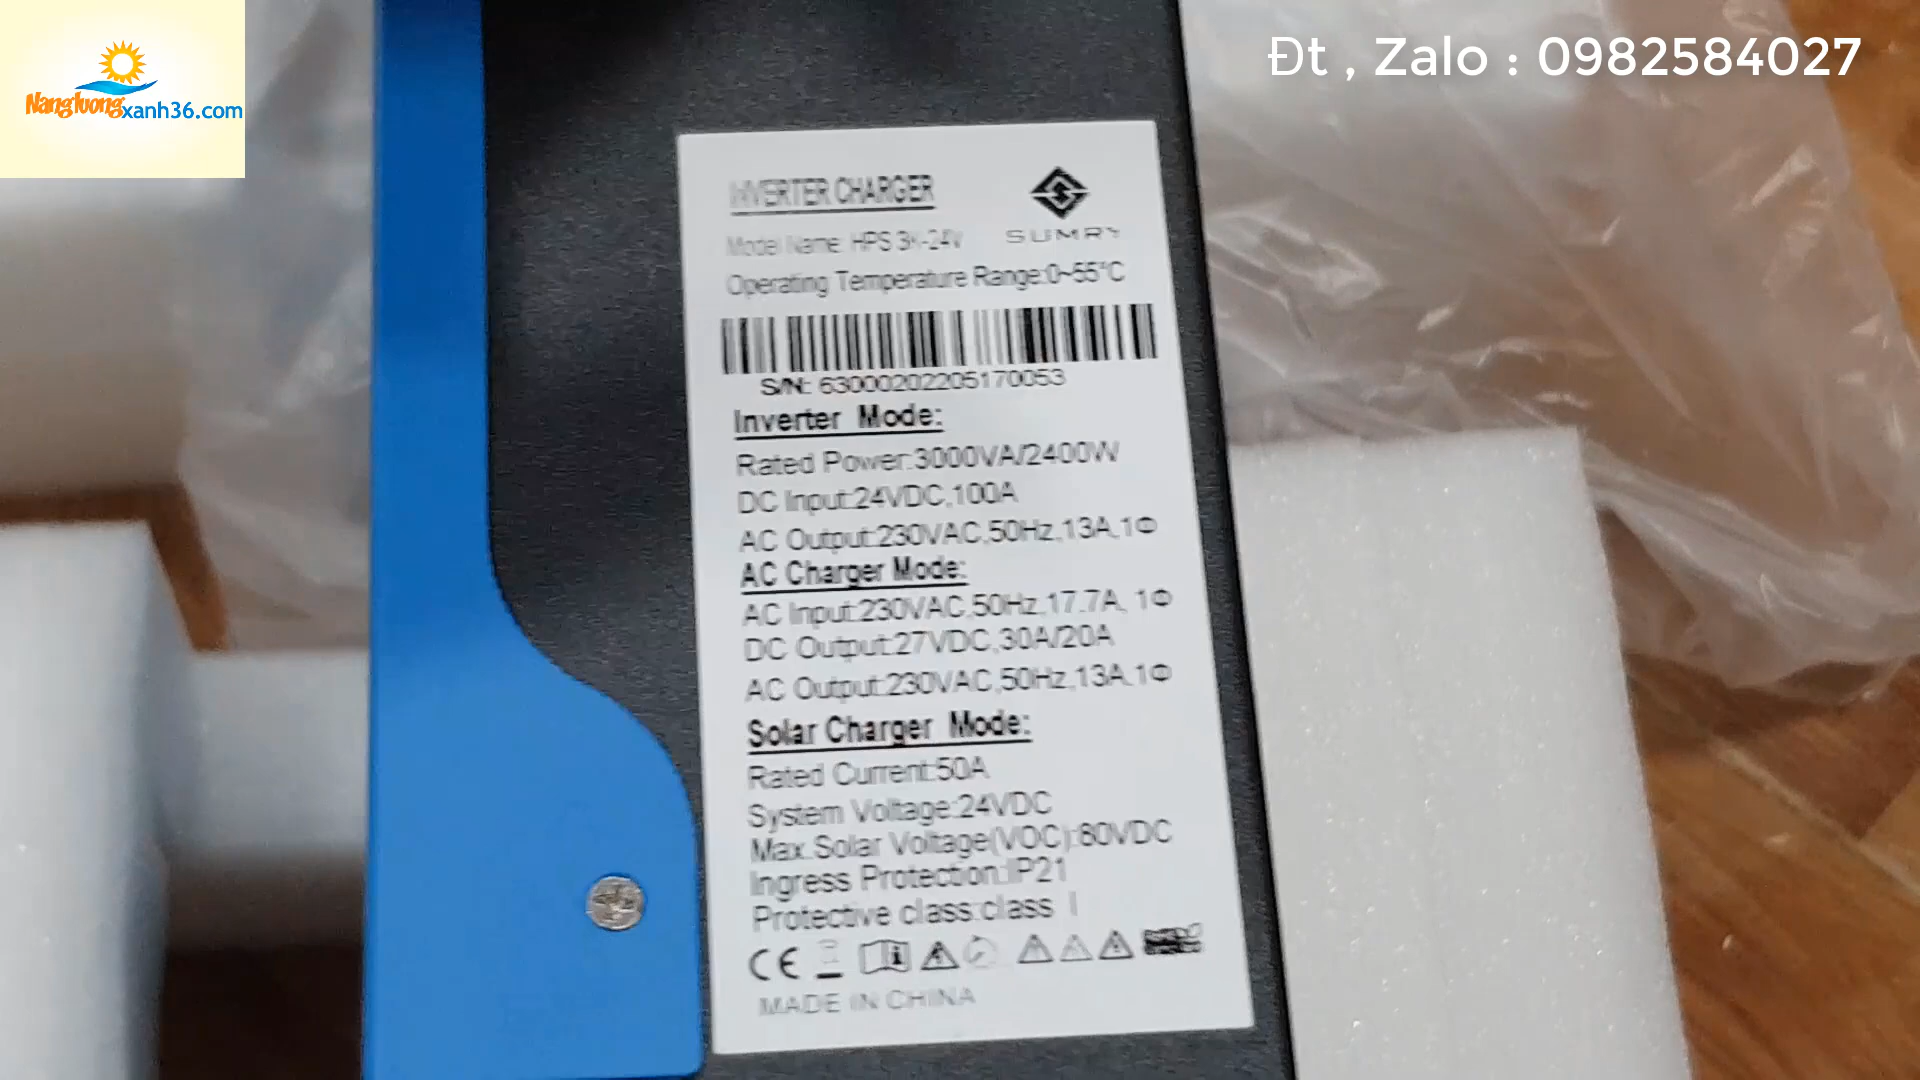 Nangluongxanh36.com
Đt , Zalo : 0982584027
INVERTER CHARGER
SUMRY
Model Name: HPS 3K-24V
Operating Temperature Range:0~55°C
S/N: 63000202205170053
Inverter Mode:
Rated Power:3000VA/2400W
DC Input:24VDC,100A
AC Output:230VAC,50Hz,13A,1Φ
AC Charger Mode:
AC Input:230VAC,50Hz,17.7A, 1Φ
DC Output:27VDC,30A/20A
AC Output:230VAC,50Hz,13A,1Φ
Solar Charger Mode:
Rated Current:50A
System Voltage:24VDC
Max.Solar Voltage(VOC):80VDC
Ingress Protection:IP21
Protective class:class I
CE
MADE IN CHINA